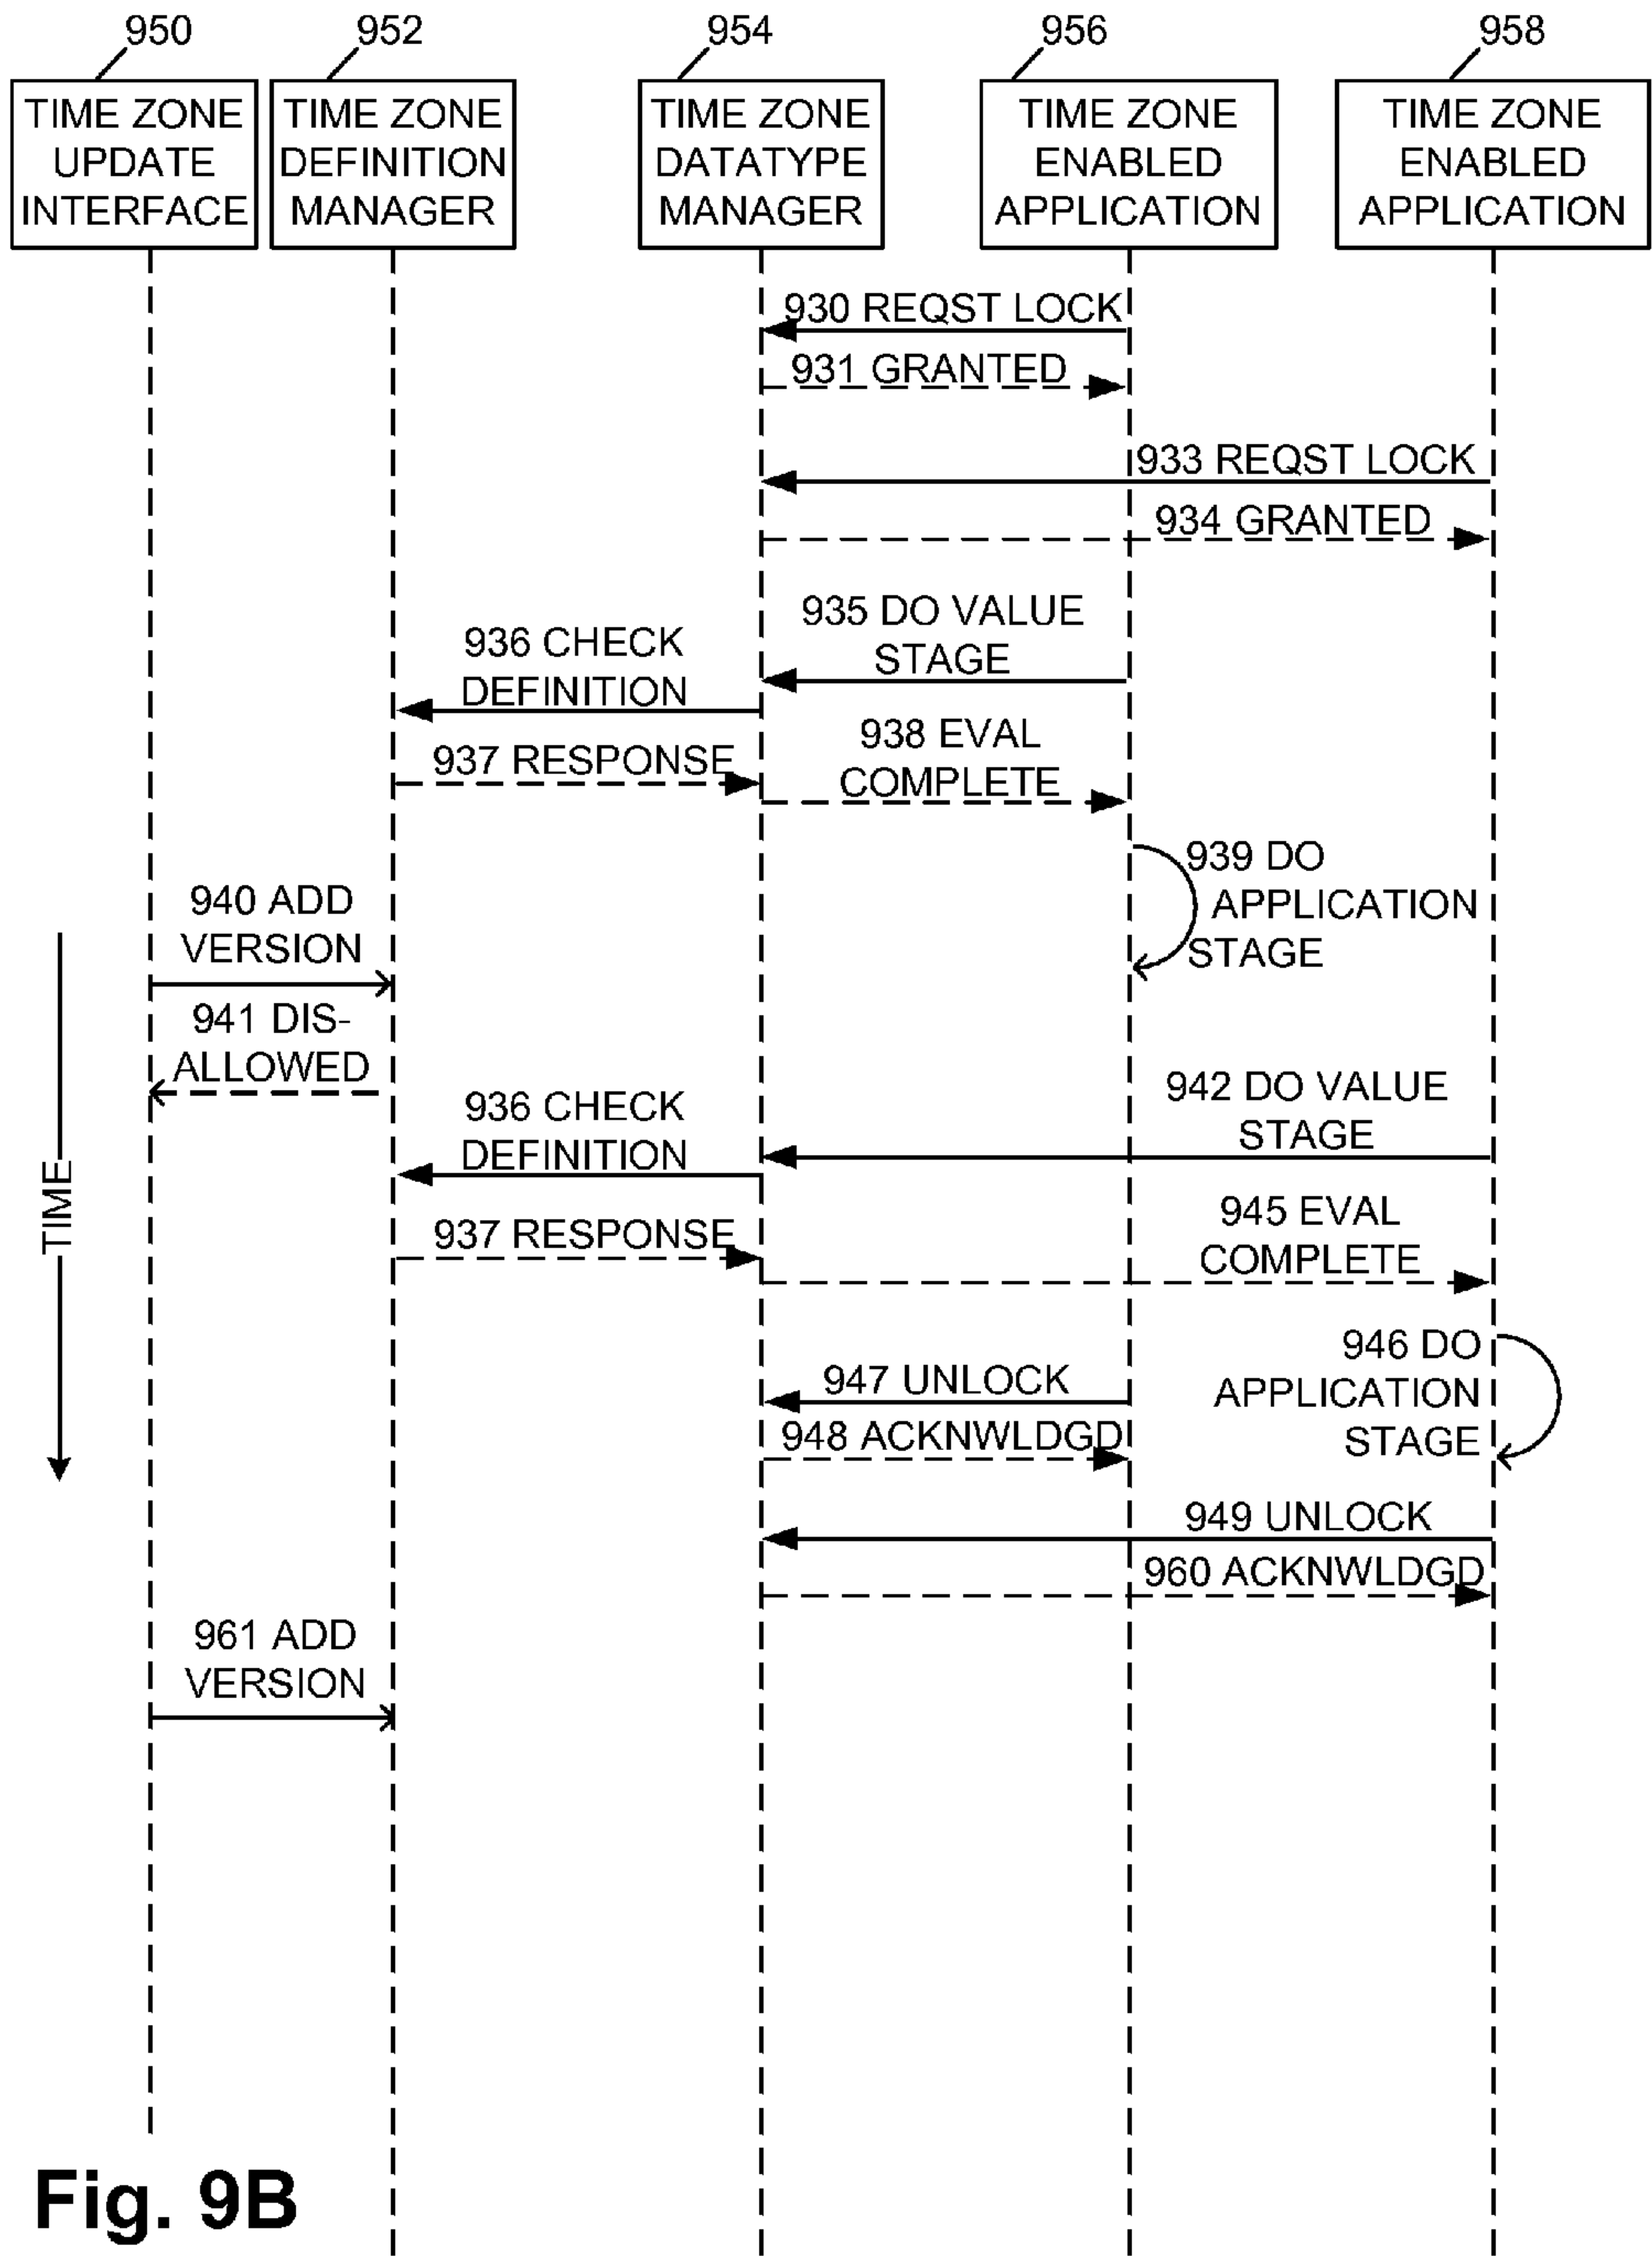 950
952
954
956
958
TIME ZONE
UPDATE
INTERFACE
TIME ZONE
DEFINITION
MANAGER
TIME ZONE
DATATYPE
MANAGER
TIME ZONE
ENABLED
APPLICATION
TIME ZONE
ENABLED
APPLICATION
930 REQST LOCK
931 GRANTED
933 REQST LOCK
934 GRANTED
935 DO VALUE
STAGE
936 CHECK
DEFINITION
937 RESPONSE
938 EVAL
COMPLETE
939 DO
APPLICATION
STAGE
940 ADD
VERSION
941 DIS-
ALLOWED
942 DO VALUE
STAGE
936 CHECK
DEFINITION
937 RESPONSE
945 EVAL
COMPLETE
TIME
946 DO
APPLICATION
STAGE
947 UNLOCK
948 ACKNWLDGD
949 UNLOCK
960 ACKNWLDGD
961 ADD
VERSION
Fig. 9B